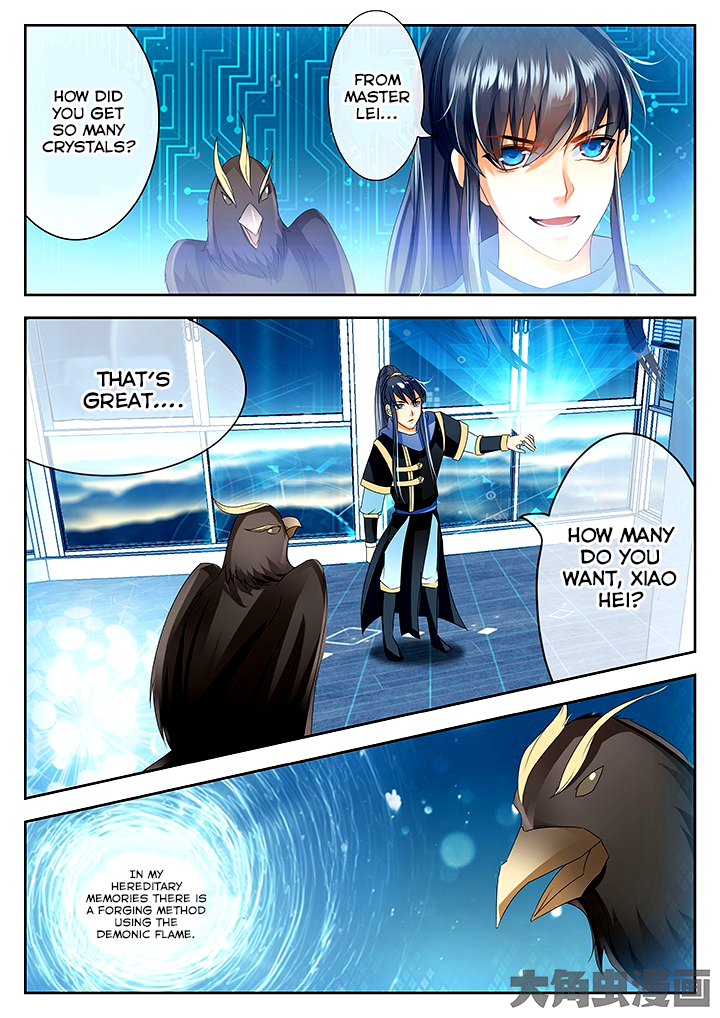 HOW DID
YOU GET
SO MANY
CRYSTALS?
FROM
MASTER
LEI...
THAT'S
GREAT....
HOW MANY
DO YOU
WANT, XIAO
HEI?
IN MY
HEREDITARY
MEMORIES THERE IS
A FORGING METHOD
USING THE
DEMONIC FLAME.
大角虫漫画